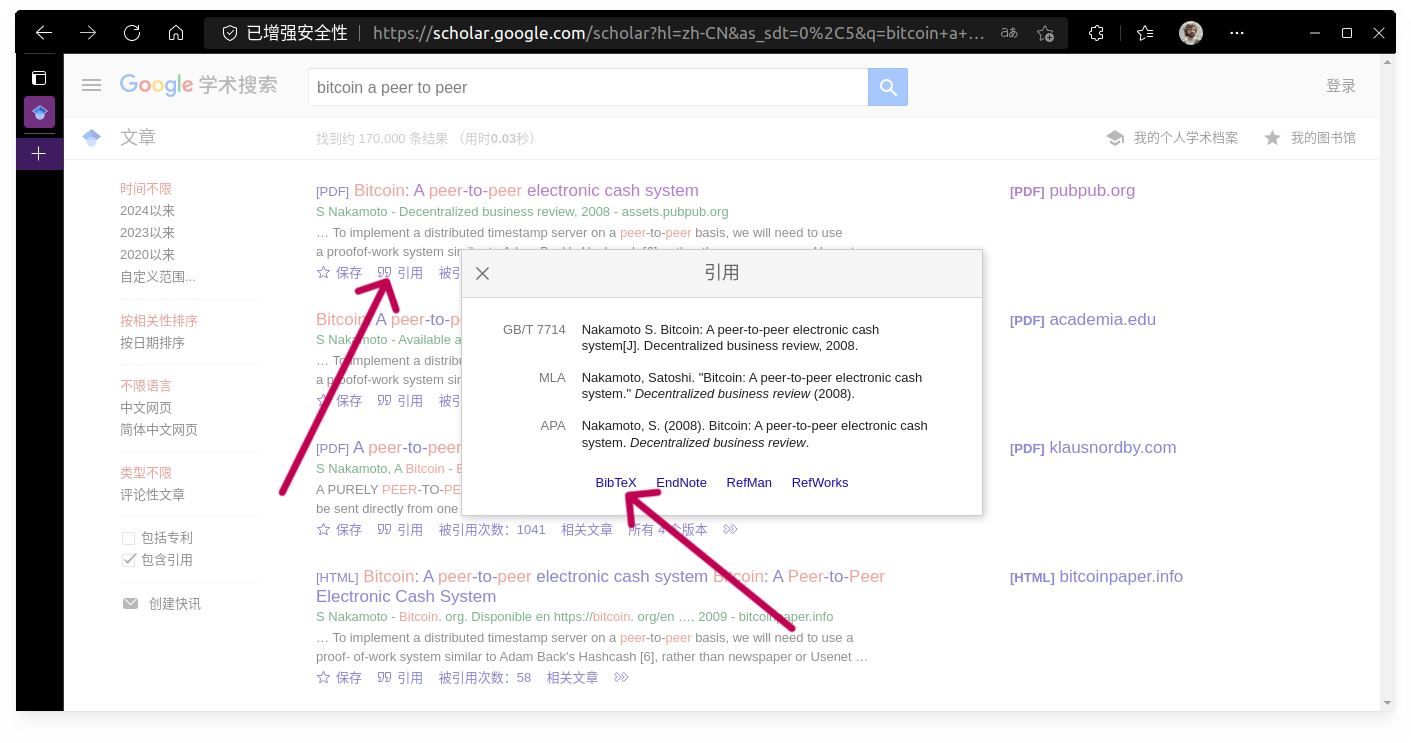 已增强安全性 https://scholar.google.com/scholar?hl=zh-CN&as_sdt=0%2C5&q=bitcoin+a+...
Google 学术搜索
bitcoin a peer to peer
登录
文章
找到约 170,000 条结果 （用时0.03秒）
我的个人学术档案
我的图书馆
时间不限
2024以来
2023以来
2020以来
自定义范围...
按相关性排序
按日期排序
不限语言
中文网页
简体中文网页
类型不限
评论性文章
包括专利
包含引用
创建快讯
[PDF] Bitcoin: A peer-to-peer electronic cash system
[PDF] pubpub.org
S Nakamoto - Decentralized business review, 2008 - assets.pubpub.org
… To implement a distributed timestamp server on a peer-to-peer basis, we will need to use
a proofof-work system
保存 引用
Bitcoin: A peer-to-
[PDF] academia.edu
S Nakamoto - Available
… To implement a
a proofof-work system
保存 引用
[PDF] A peer-to-peer
[PDF] klausnordby.com
S Nakamoto, A Bitcoin -
A PURELY PEER-TO-
be sent directly from one
保存 引用 被引用次数：1041 相关文章 所有 4 个版本
[HTML] Bitcoin: A peer-to-peer electronic cash system Bitcoin: A Peer-to-Peer
Electronic Cash System
[HTML] bitcoinpaper.info
S Nakamoto - Bitcoin. org. Disponible en https://bitcoin. org/en …, 2009 - bitcoinpaper.info
… To implement a distributed timestamp server on a peer-to-peer basis, we will need to use a
proof- of-work system similar to Adam Back's Hashcash [6], rather than newspaper or Usenet …
保存 引用 被引用次数：58 相关文章
引用
GB/T 7714 Nakamoto S. Bitcoin: A peer-to-peer electronic cash
system[J]. Decentralized business review, 2008.
MLA Nakamoto, Satoshi. "Bitcoin: A peer-to-peer electronic cash
system." Decentralized business review (2008).
APA Nakamoto, S. (2008). Bitcoin: A peer-to-peer electronic cash
system. Decentralized business review.
BibTeX EndNote RefMan RefWorks